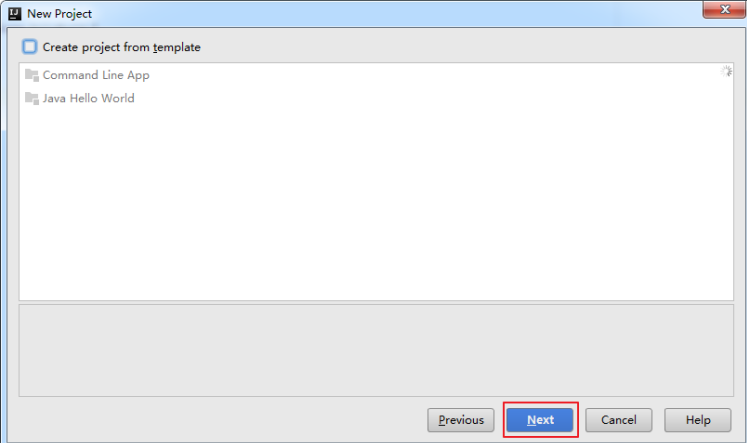 New Project
Create project from template
Command Line App
Java Hello World
Previous Next Cancel Help